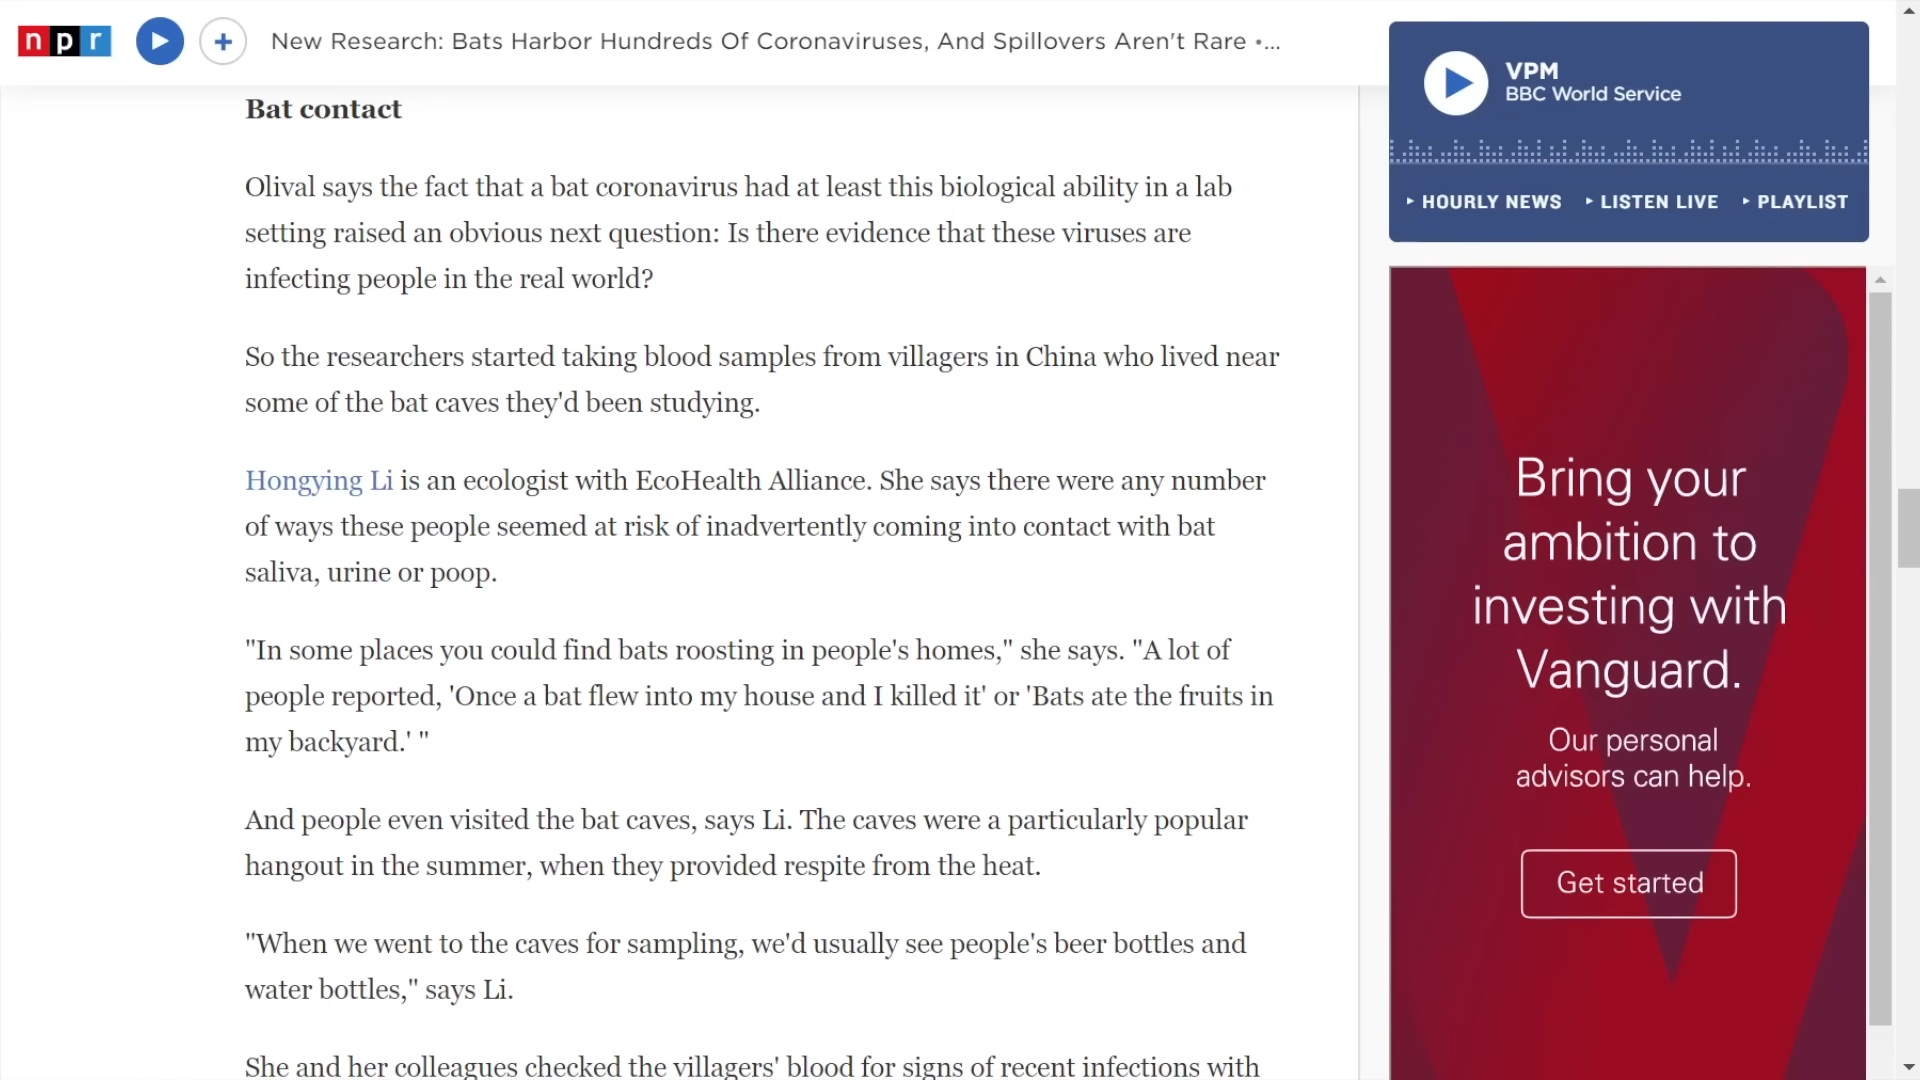 npr
New Research: Bats Harbor Hundreds Of Coronaviruses, And Spillovers Aren't Rare •...
Bat contact
Olival says the fact that a bat coronavirus had at least this biological ability in a lab
setting raised an obvious next question: Is there evidence that these viruses are
infecting people in the real world?
So the researchers started taking blood samples from villagers in China who lived near
some of the bat caves they'd been studying.
Hongying Li is an ecologist with EcoHealth Alliance. She says there were any number
of ways these people seemed at risk of inadvertently coming into contact with bat
saliva, urine or poop.
"In some places you could find bats roosting in people's homes," she says. "A lot of
people reported, 'Once a bat flew into my house and I killed it' or 'Bats ate the fruits in
my backyard.' "
And people even visited the bat caves, says Li. The caves were a particularly popular
hangout in the summer, when they provided respite from the heat.
"When we went to the caves for sampling, we'd usually see people's beer bottles and
water bottles," says Li.
She and her colleagues checked the villagers' blood for signs of recent infections with
VPM
BBC World Service
HOURLY NEWS LISTEN LIVE PLAYLIST
Bring your
ambition to
investing with
Vanguard.
Our personal
advisors can help.
Get started